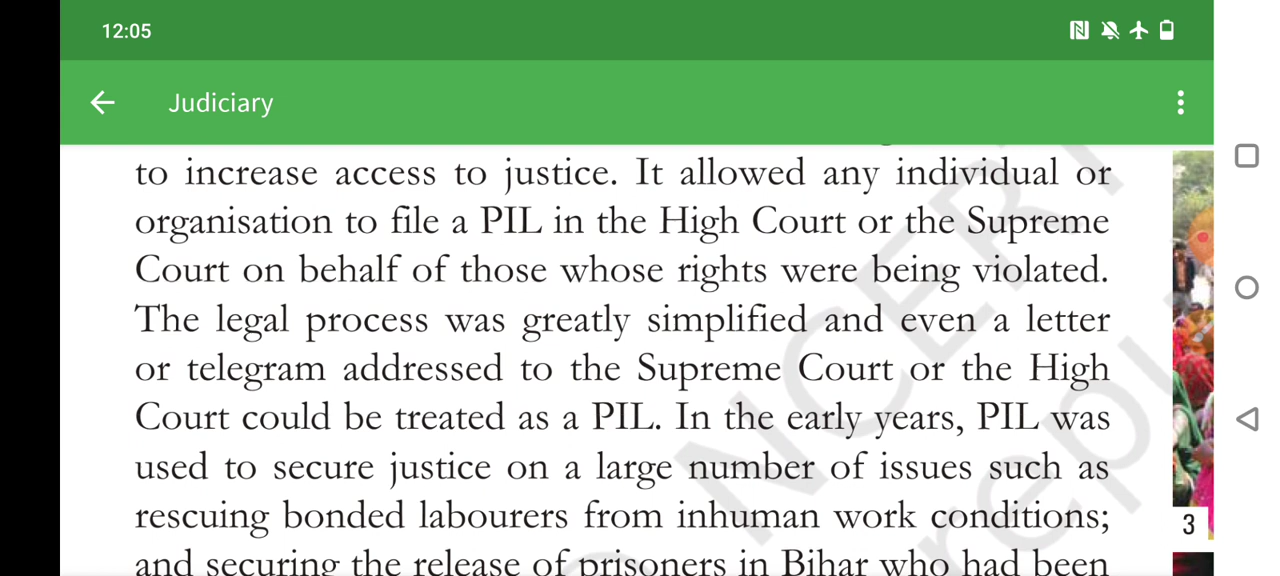 12:05
Judiciary
to increase access to justice. It allowed any individual or
organisation to file a PIL in the High Court or the Supreme
Court on behalf of those whose rights were being violated.
The legal process was greatly simplified and even a letter
or telegram addressed to the Supreme Court or the High
Court could be treated as a PIL. In the early years, PIL was
used to secure justice on a large number of issues such as
rescuing bonded labourers from inhuman work conditions;
and securing the release of prisoners in Bihar who had been
3
NCERT
repu